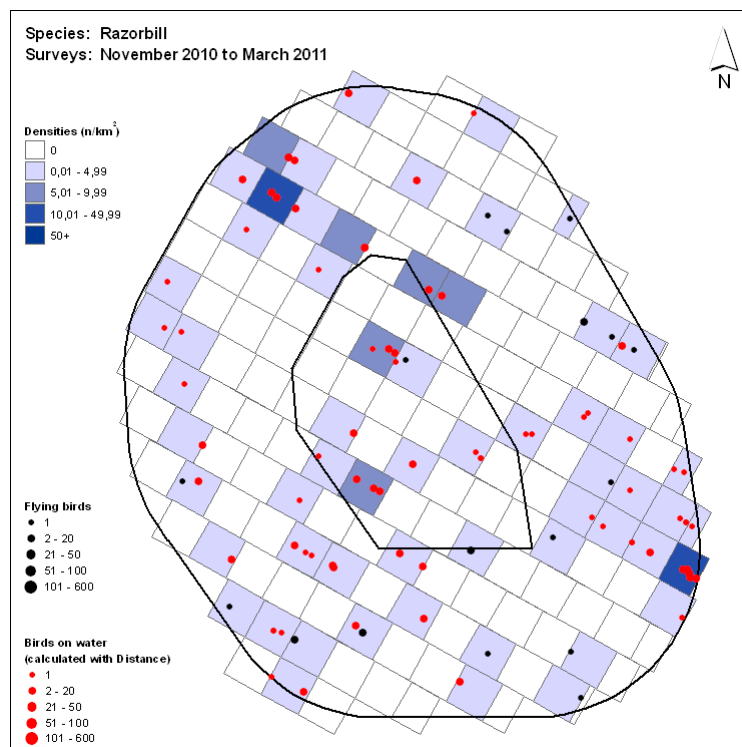 Species: Razorbill
Surveys: November 2010 to March 2011
N
Densities (n/km²)
0
0,01 - 4,99
5,01 - 9,99
10,01 - 49,99
50+
Flying birds
1
2 - 20
21 - 50
51 - 100
101 - 600
Birds on water
(calculated with Distance)
1
2 - 20
21 - 50
51 - 100
101 - 600